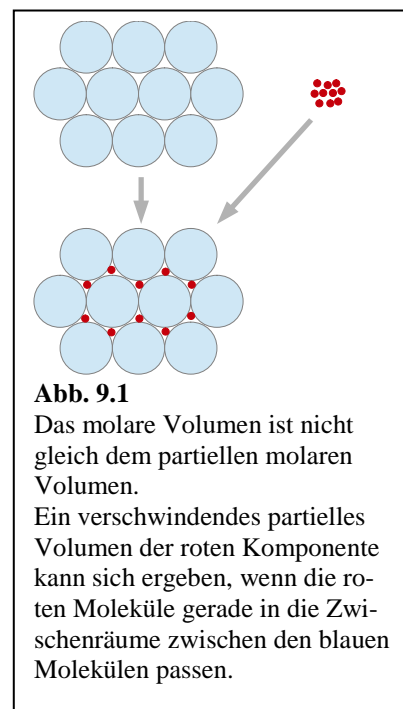 Abb. 9.1
Das molare Volumen ist nicht
gleich dem partiellen molaren
Volumen.
Ein verschwindendes partielles
Volumen der roten Komponente
kann sich ergeben, wenn die ro-
ten Moleküle gerade in die Zwi-
schenräume zwischen den blauen
Molekülen passen.